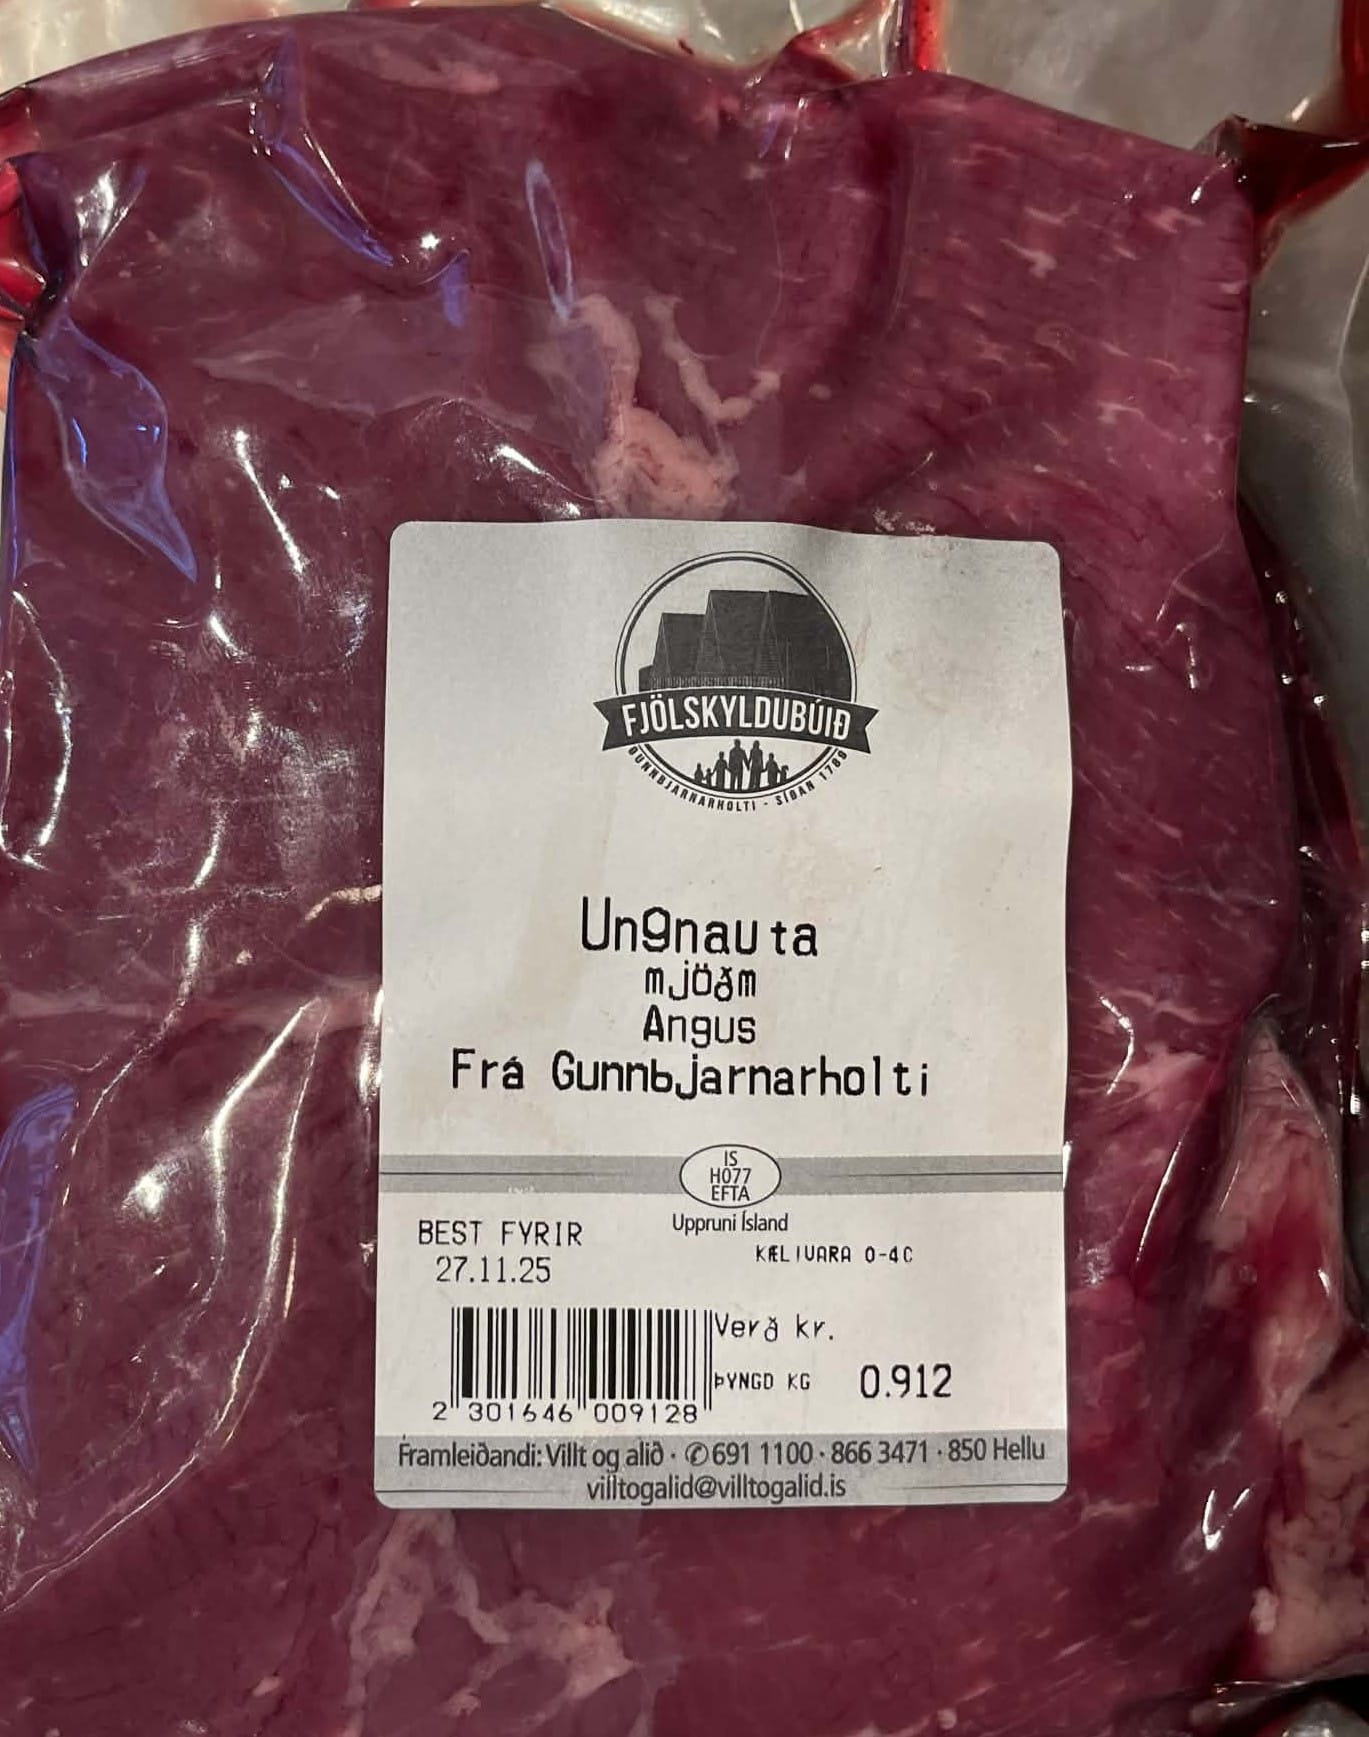 FJÖLSKYLDUBÚIÐ
GUNNBJARNARHOLTI - SÍÐAN 1788
Ungnauta
mjöðm
Angus
Frá Gunnbjarnarholti
IS
H077
EFTA
Uppruni Ísland
BEST FYRIR
27.11.25
KÆLIVARA 0-4C
Verð kr.
ÞYNGD KG 0.912
2 301646 009128
Framleiðandi: Villt og alið · ✆691 1100 · 866 3471 · 850 Hellu
villtogalid@villtogalid.is